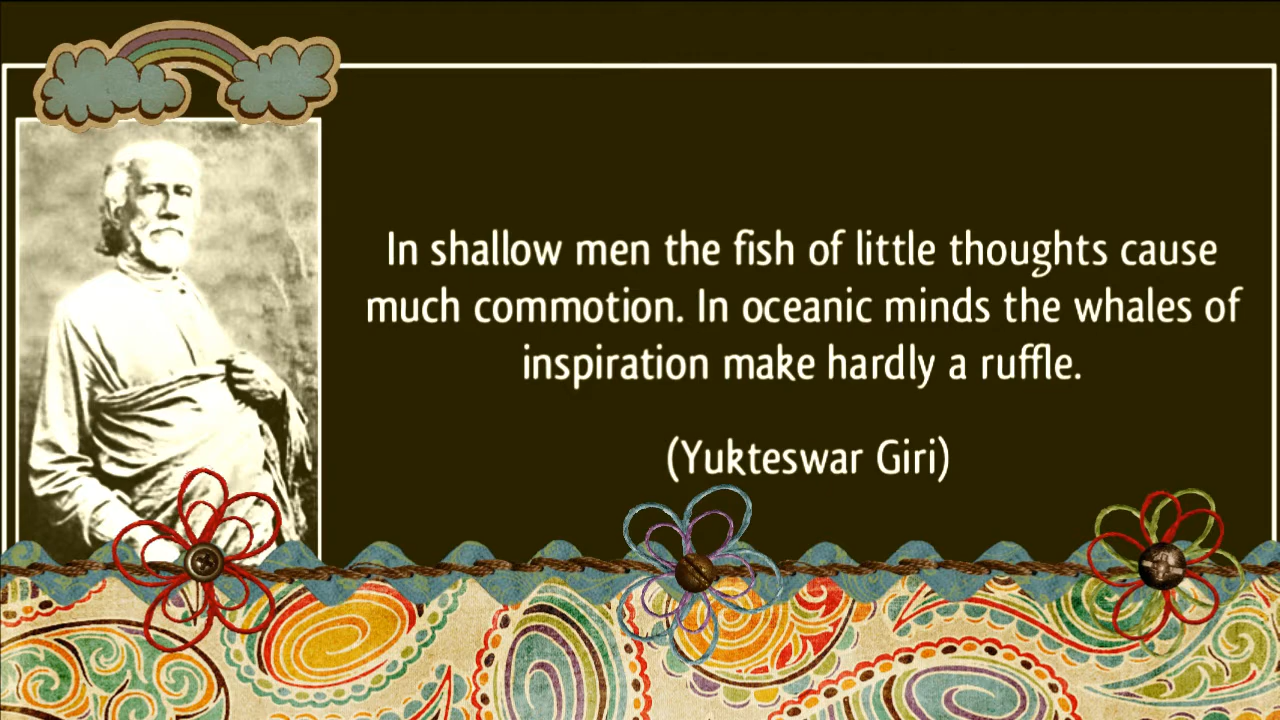 In shallow men the fish of little thoughts cause
much commotion. In oceanic minds the whales of
inspiration make hardly a ruffle.
(Yukteswar Giri)